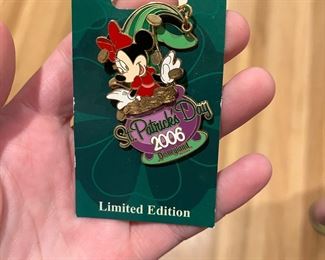 St. Patrick's Day
2006
Disneyland
Limited Edition